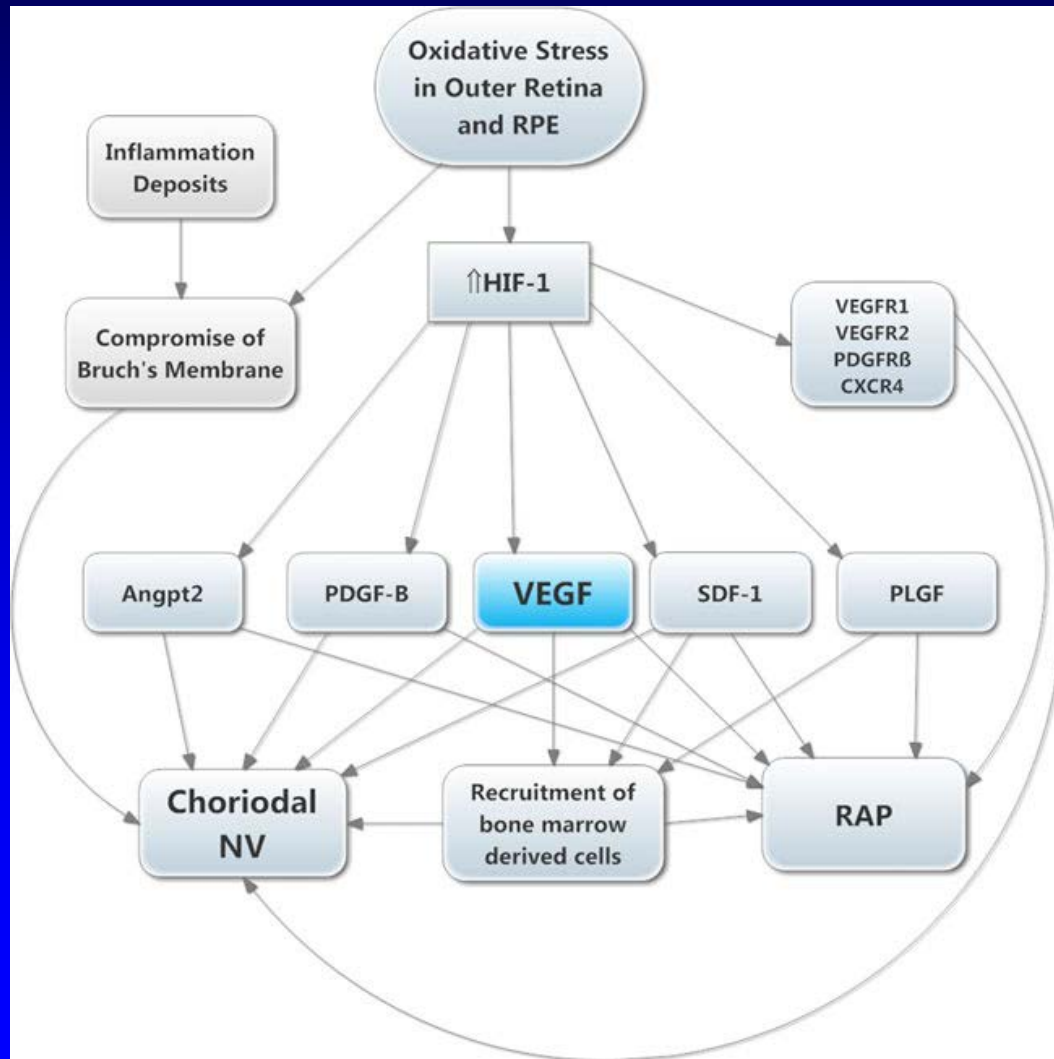 Oxidative Stress
in Outer Retina
and RPE
Inflammation
Deposits
⇑HIF-1
VEGFR1
VEGFR2
PDGFRß
CXCR4
Compromise of
Bruch's Membrane
Angpt2
PDGF-B
VEGF
SDF-1
PLGF
Choriodal
NV
Recruitment of
bone marrow
derived cells
RAP